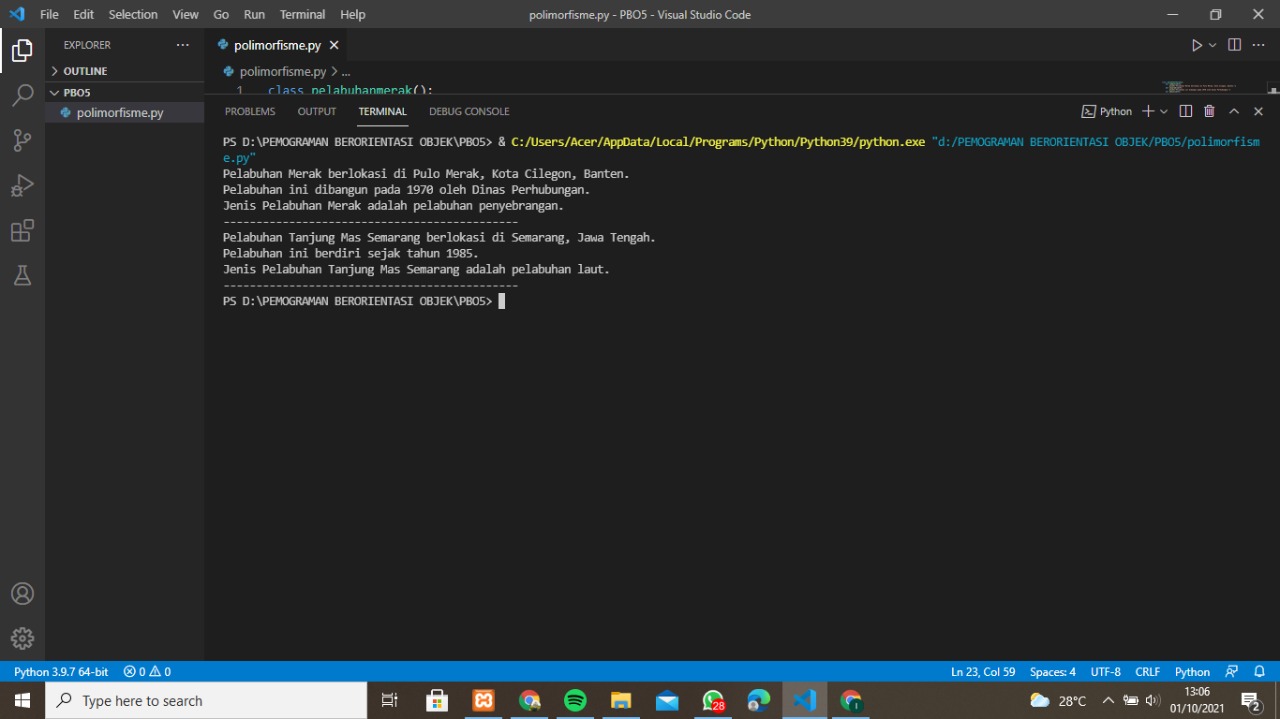 File Edit Selection View Go Run Terminal Help polimorfisme.py - PBO5 - Visual Studio Code
EXPLORER ···
OUTLINE
PBO5
polimorfisme.py
polimorfisme.py
polimorfisme.py > ...
1 class pelabuhanmerak():
PROBLEMS OUTPUT TERMINAL DEBUG CONSOLE Python
PS D:\PEMOGRAMAN BERORIENTASI OBJEK\PBO5> & C:/Users/Acer/AppData/Local/Programs/Python/Python39/python.exe "d:/PEMOGRAMAN BERORIENTASI OBJEK/PBO5/polimorfism
e.py"
Pelabuhan Merak berlokasi di Pulo Merak, Kota Cilegon, Banten.
Pelabuhan ini dibangun pada 1970 oleh Dinas Perhubungan.
Jenis Pelabuhan Merak adalah pelabuhan penyebrangan.
---------------------------------------------
Pelabuhan Tanjung Mas Semarang berlokasi di Semarang, Jawa Tengah.
Pelabuhan ini berdiri sejak tahun 1985.
Jenis Pelabuhan Tanjung Mas Semarang adalah pelabuhan laut.
---------------------------------------------
PS D:\PEMOGRAMAN BERORIENTASI OBJEK\PBO5>
Python 3.9.7 64-bit 0 0 Ln 23, Col 59 Spaces: 4 UTF-8 CRLF Python
Type here to search 28 28°C 13:06
01/10/2021 2